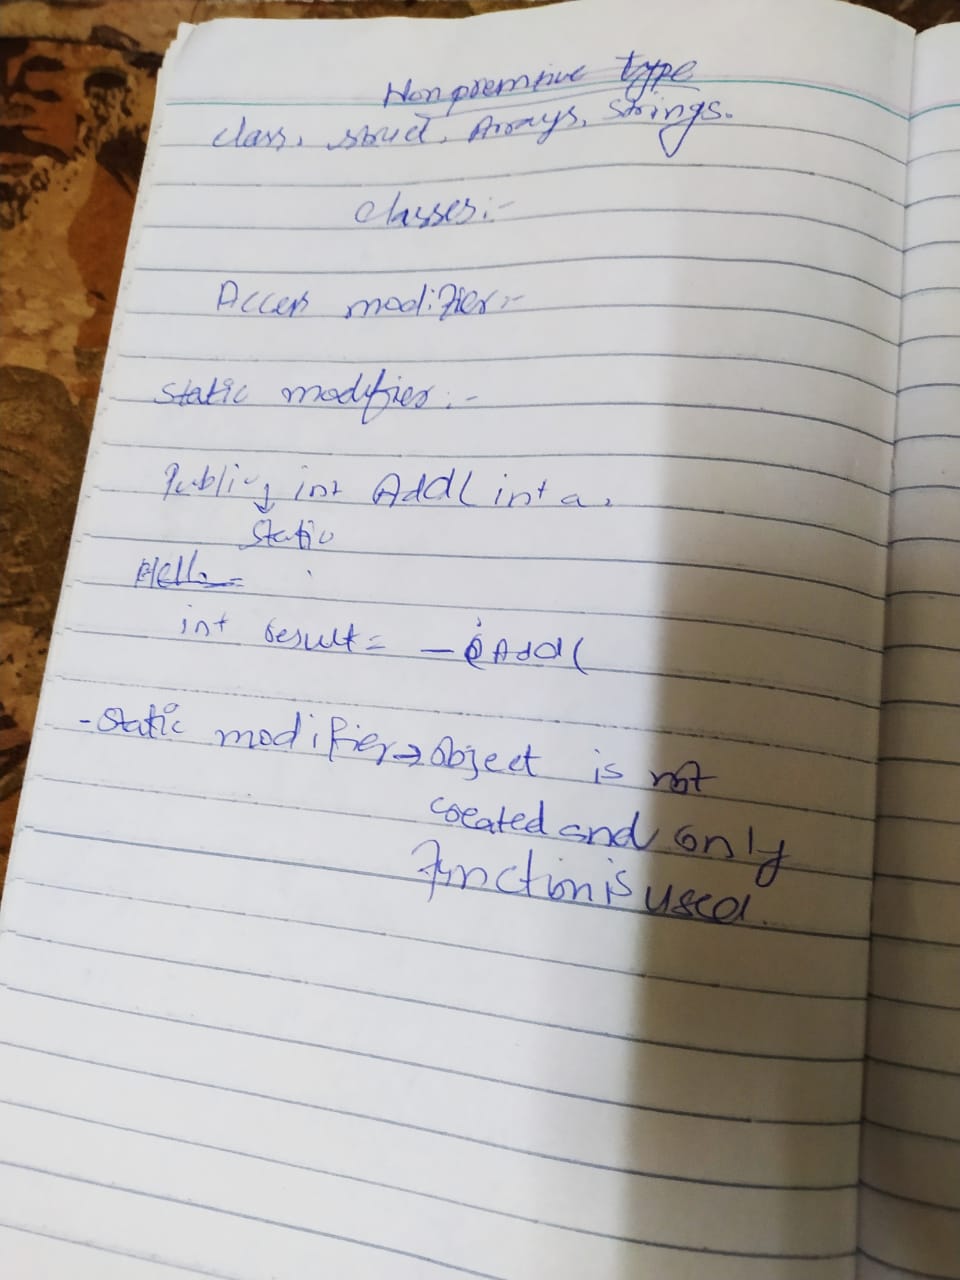 Non premtive type
Class, struct, Arrays, Strings.
Classes:-
Access modifier:-
Static modifier:-
Public int Add( int a,
static
Hello
int result = - Add(
- Static modifier → object is not
created and only
function is used.